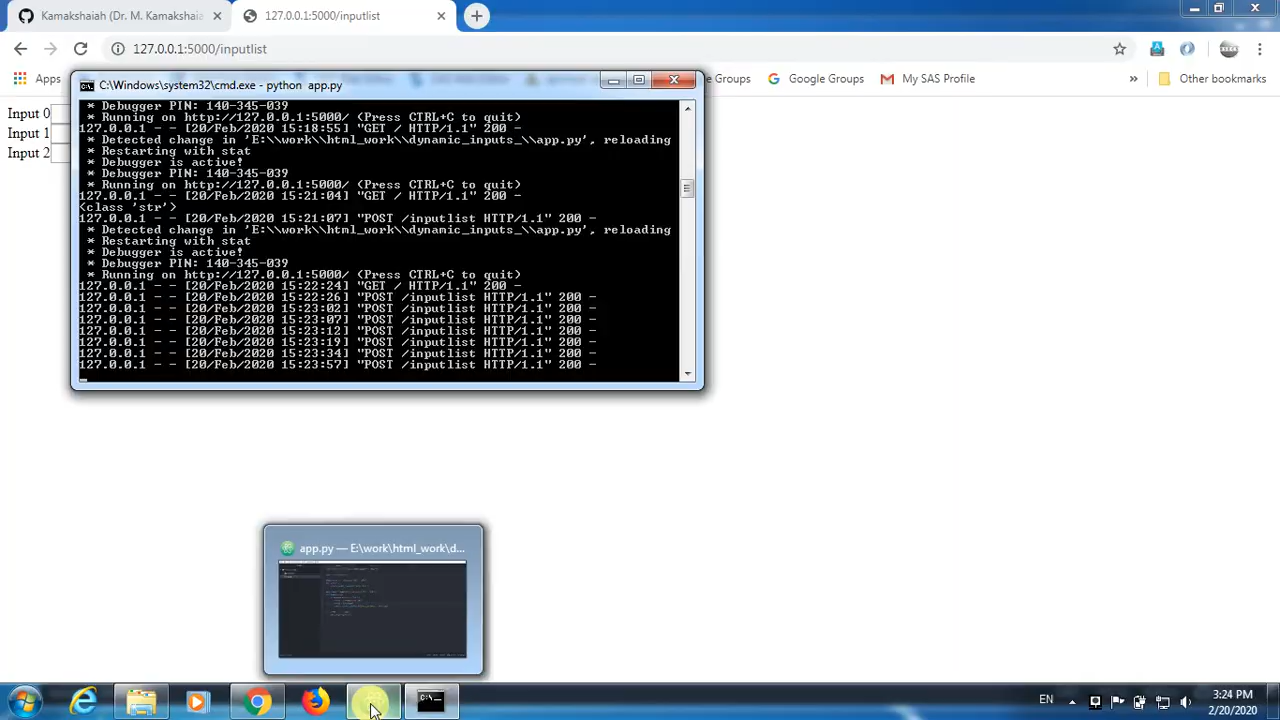 Kamakshaiah (Dr. M. Kamakshaia
127.0.0.1:5000/inputlist
127.0.0.1:5000/inputlist
Apps
Groups
Google Groups
My SAS Profile
»
Other bookmarks
Input 0
Input 1
Input 2
C:\Windows\system32\cmd.exe - python  app.py
* Debugger PIN: 140-345-039
* Running on http://127.0.0.1:5000/ (Press CTRL+C to quit)
127.0.0.1 - - [20/Feb/2020 15:18:55] "GET / HTTP/1.1" 200 -
* Detected change in 'E:\\work\\html_work\\dynamic_inputs_\\app.py', reloading
* Restarting with stat
* Debugger is active!
* Debugger PIN: 140-345-039
* Running on http://127.0.0.1:5000/ (Press CTRL+C to quit)
127.0.0.1 - - [20/Feb/2020 15:21:04] "GET / HTTP/1.1" 200 -
<class 'str'>
127.0.0.1 - - [20/Feb/2020 15:21:07] "POST /inputlist HTTP/1.1" 200 -
* Detected change in 'E:\\work\\html_work\\dynamic_inputs_\\app.py', reloading
* Restarting with stat
* Debugger is active!
* Debugger PIN: 140-345-039
* Running on http://127.0.0.1:5000/ (Press CTRL+C to quit)
127.0.0.1 - - [20/Feb/2020 15:22:24] "GET / HTTP/1.1" 200 -
127.0.0.1 - - [20/Feb/2020 15:22:26] "POST /inputlist HTTP/1.1" 200 -
127.0.0.1 - - [20/Feb/2020 15:23:02] "POST /inputlist HTTP/1.1" 200 -
127.0.0.1 - - [20/Feb/2020 15:23:07] "POST /inputlist HTTP/1.1" 200 -
127.0.0.1 - - [20/Feb/2020 15:23:12] "POST /inputlist HTTP/1.1" 200 -
127.0.0.1 - - [20/Feb/2020 15:23:19] "POST /inputlist HTTP/1.1" 200 -
127.0.0.1 - - [20/Feb/2020 15:23:34] "POST /inputlist HTTP/1.1" 200 -
127.0.0.1 - - [20/Feb/2020 15:23:57] "POST /inputlist HTTP/1.1" 200 -
app.py — E:\work\html_work\d...
EN
3:24 PM
2/20/2020